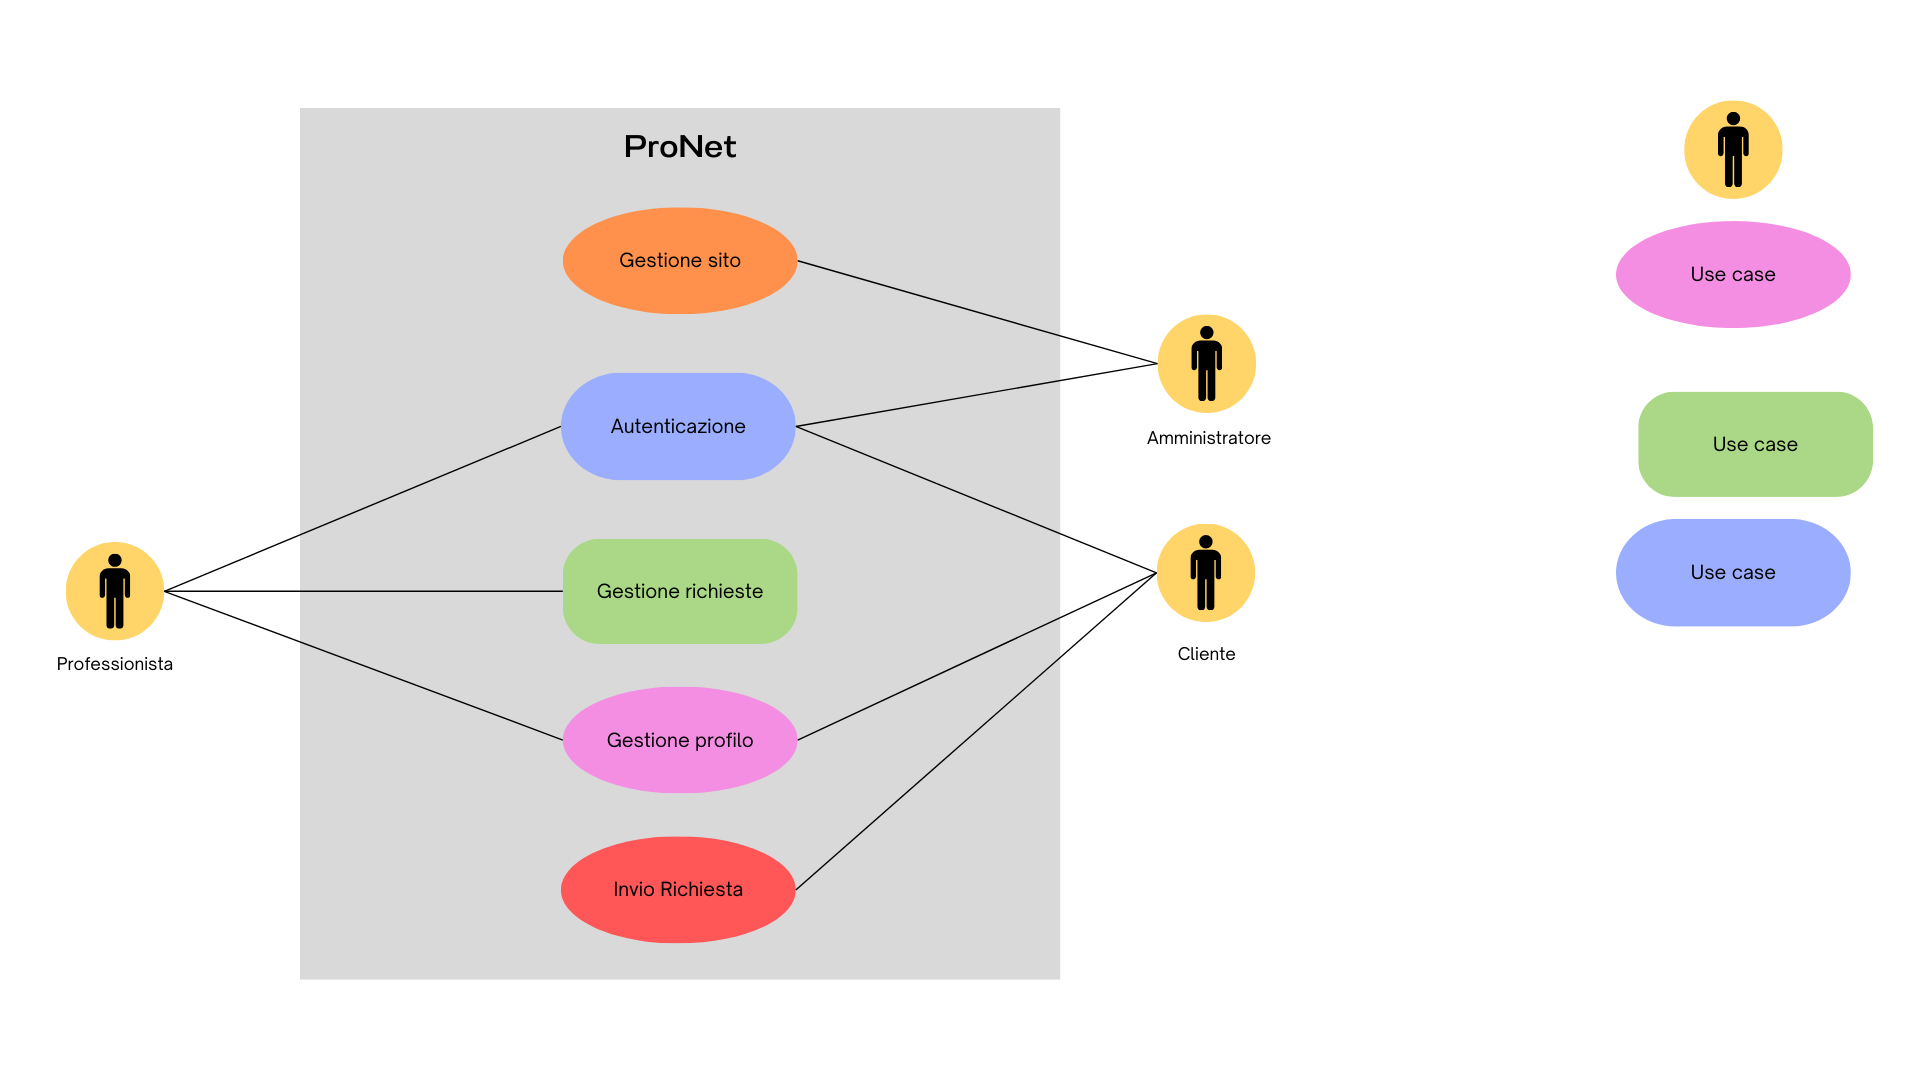 ProNet
Gestione sito
Autenticazione
Gestione richieste
Gestione profilo
Invio Richiesta
Professionista
Amministratore
Cliente
Use case
Use case
Use case